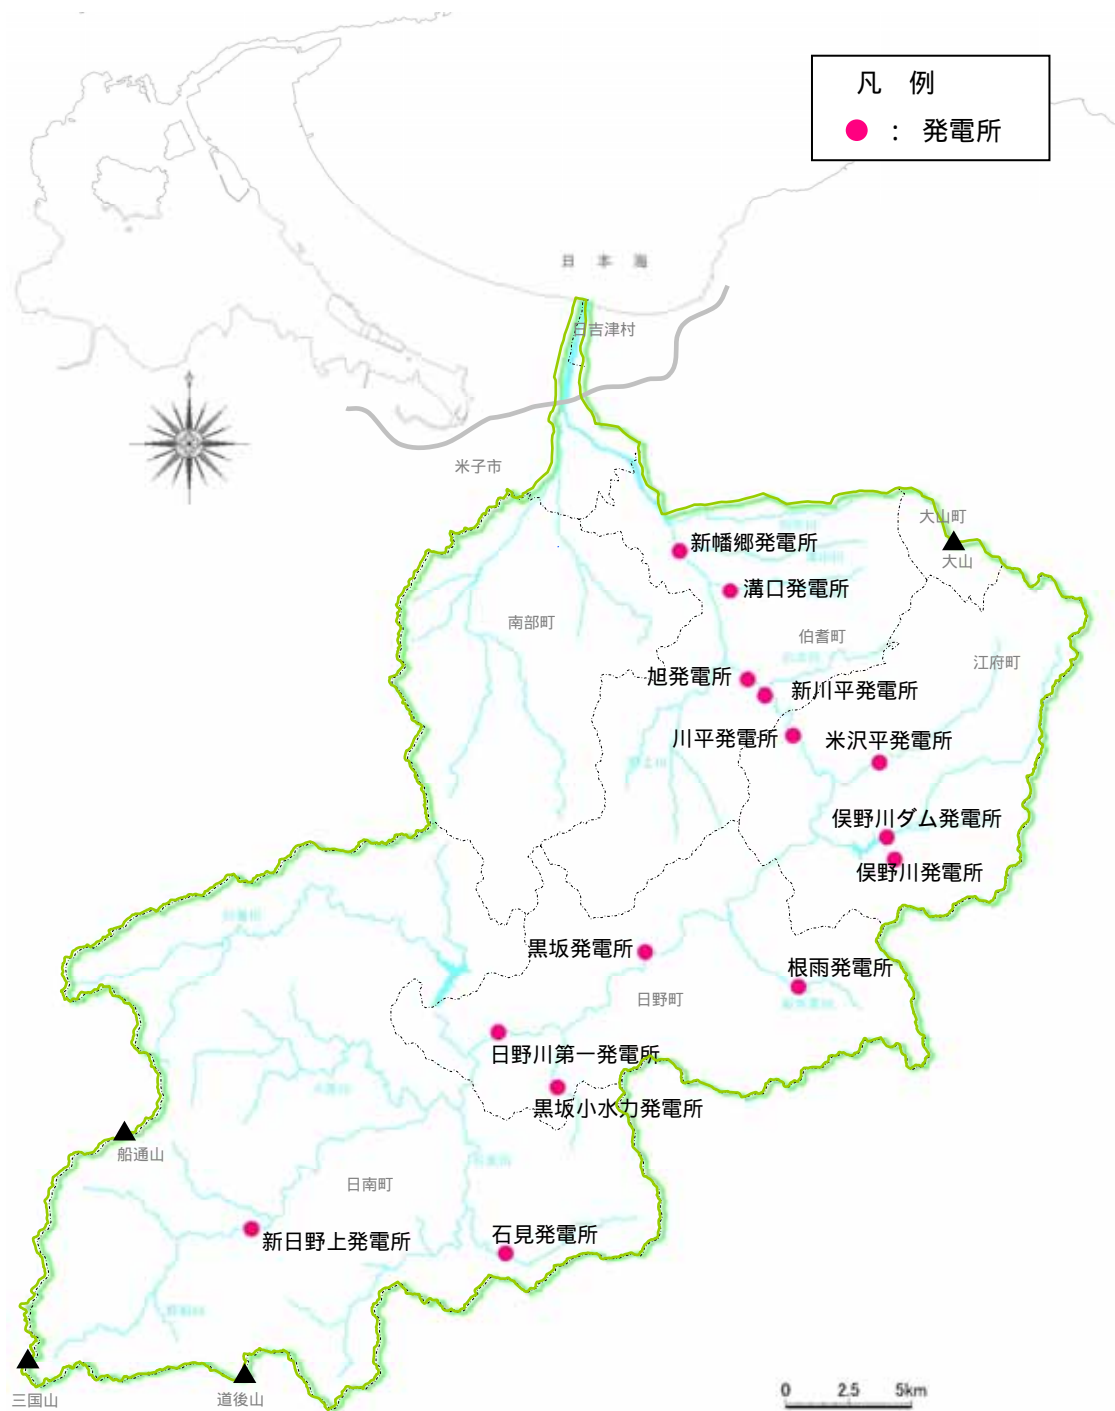 凡 例
● ： 発電所
日 本 海
日吉津村
米子市
大山町
新幡郷発電所
大山
溝口発電所
南部町
伯耆町
江府町
旭発電所
新川平発電所
川平発電所
米沢平発電所
俣野川ダム発電所
俣野川発電所
黒坂発電所
根雨発電所
日野町
日野川第一発電所
黒坂小水力発電所
船通山
日南町
石見発電所
新日野上発電所
三国山
道後山
0 2.5 5km